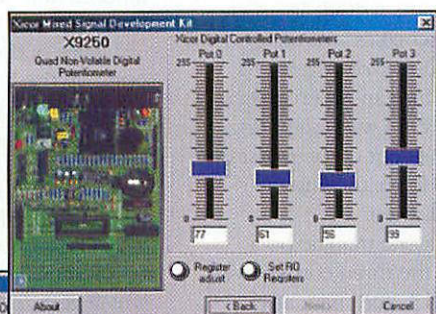 Xicor Mixed Signal Development Kit
X9250
Quad Non-Volatile Digital
Potentiometer
Xicor Digital Controlled Potentiometers
Pot 0 Pot 1 Pot 2 Pot 3
255 255 255 255
0 0 0 0
77 61 56 99
Register
adjust
Set RO
Registers
About < Back Next > Cancel